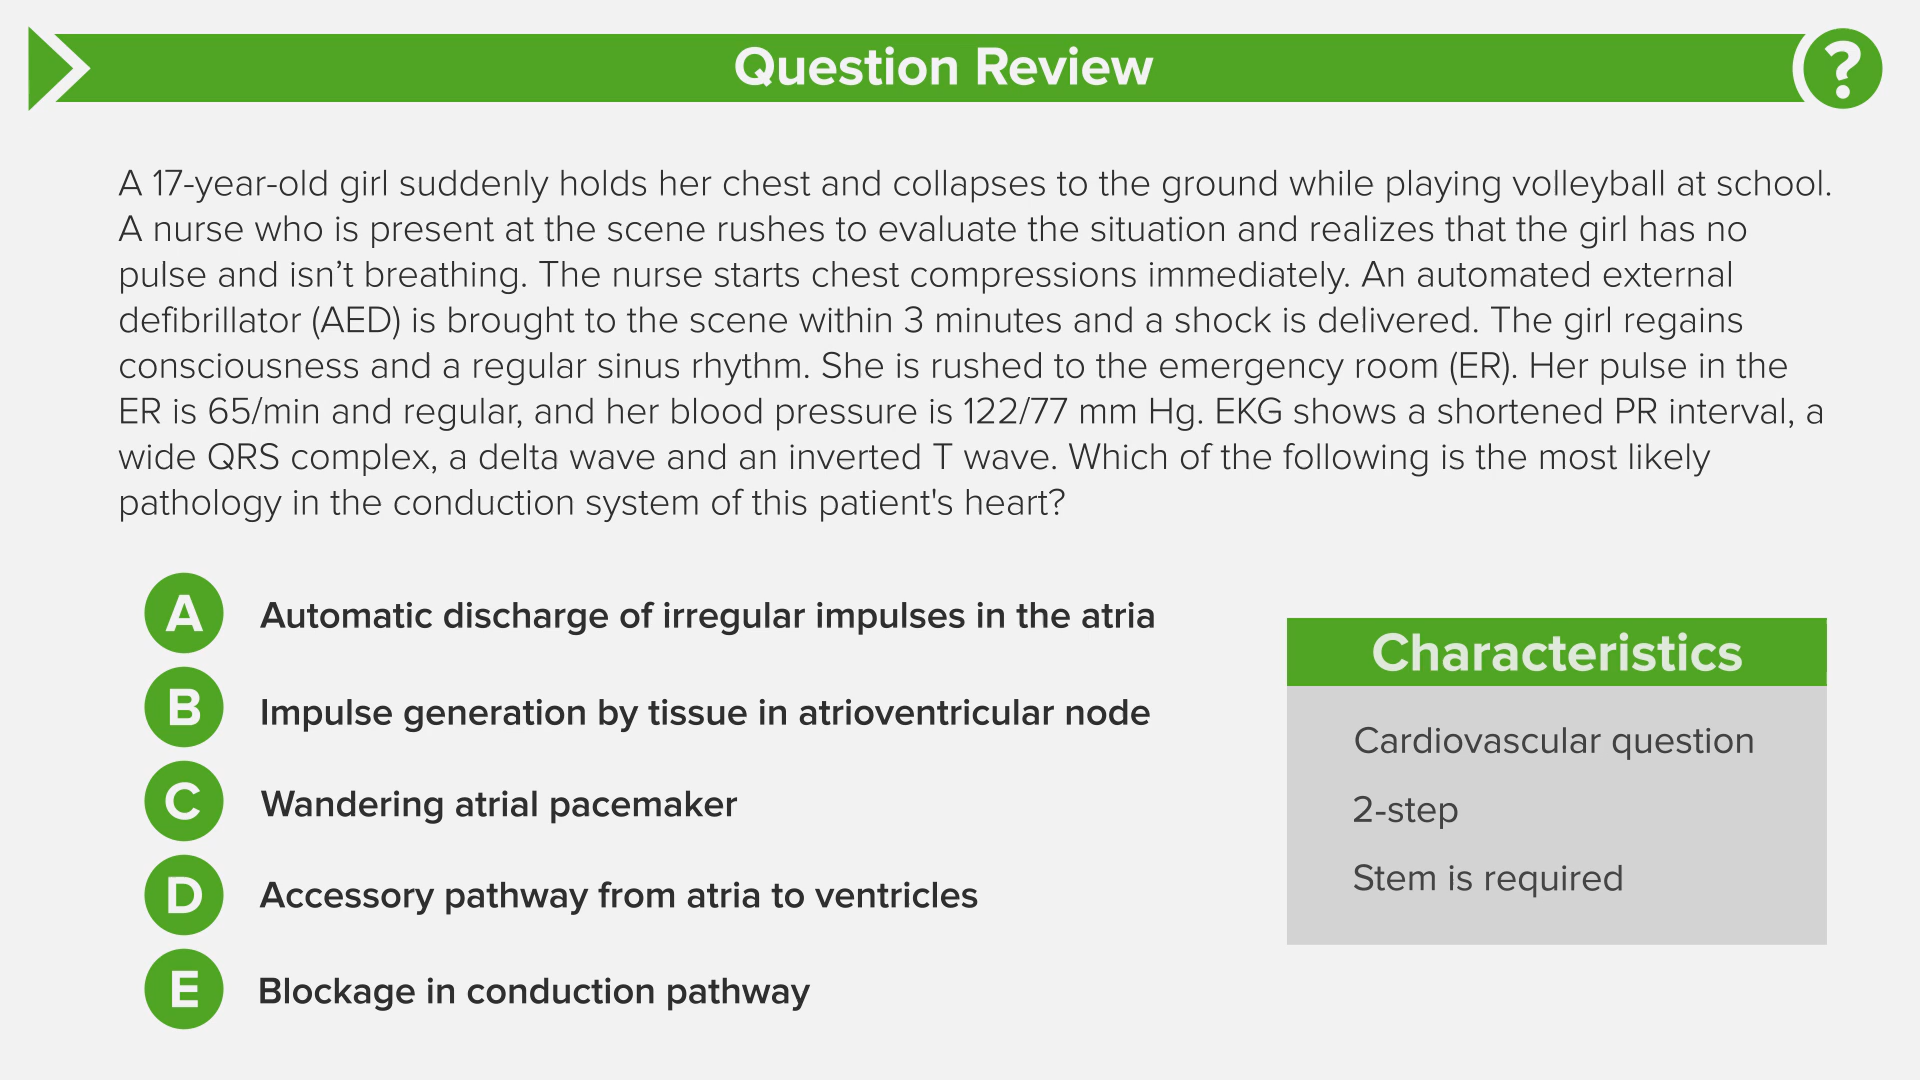 Question Review
?
A 17-year-old girl suddenly holds her chest and collapses to the ground while playing volleyball at school.
A nurse who is present at the scene rushes to evaluate the situation and realizes that the girl has no
pulse and isn’t breathing. The nurse starts chest compressions immediately. An automated external
defibrillator (AED) is brought to the scene within 3 minutes and a shock is delivered. The girl regains
consciousness and a regular sinus rhythm. She is rushed to the emergency room (ER). Her pulse in the
ER is 65/min and regular, and her blood pressure is 122/77 mm Hg. EKG shows a shortened PR interval, a
wide QRS complex, a delta wave and an inverted T wave. Which of the following is the most likely
pathology in the conduction system of this patient's heart?
A Automatic discharge of irregular impulses in the atria
B Impulse generation by tissue in atrioventricular node
C Wandering atrial pacemaker
D Accessory pathway from atria to ventricles
E Blockage in conduction pathway
Characteristics
Cardiovascular question
2-step
Stem is required